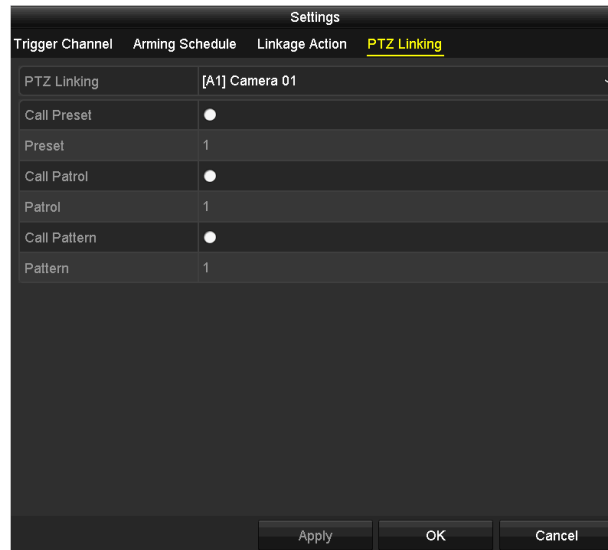 Settings
Trigger Channel Arming Schedule Linkage Action PTZ Linking
PTZ Linking [A1] Camera 01
Call Preset
Preset 1
Call Patrol
Patrol 1
Call Pattern
Pattern 1
Apply OK Cancel